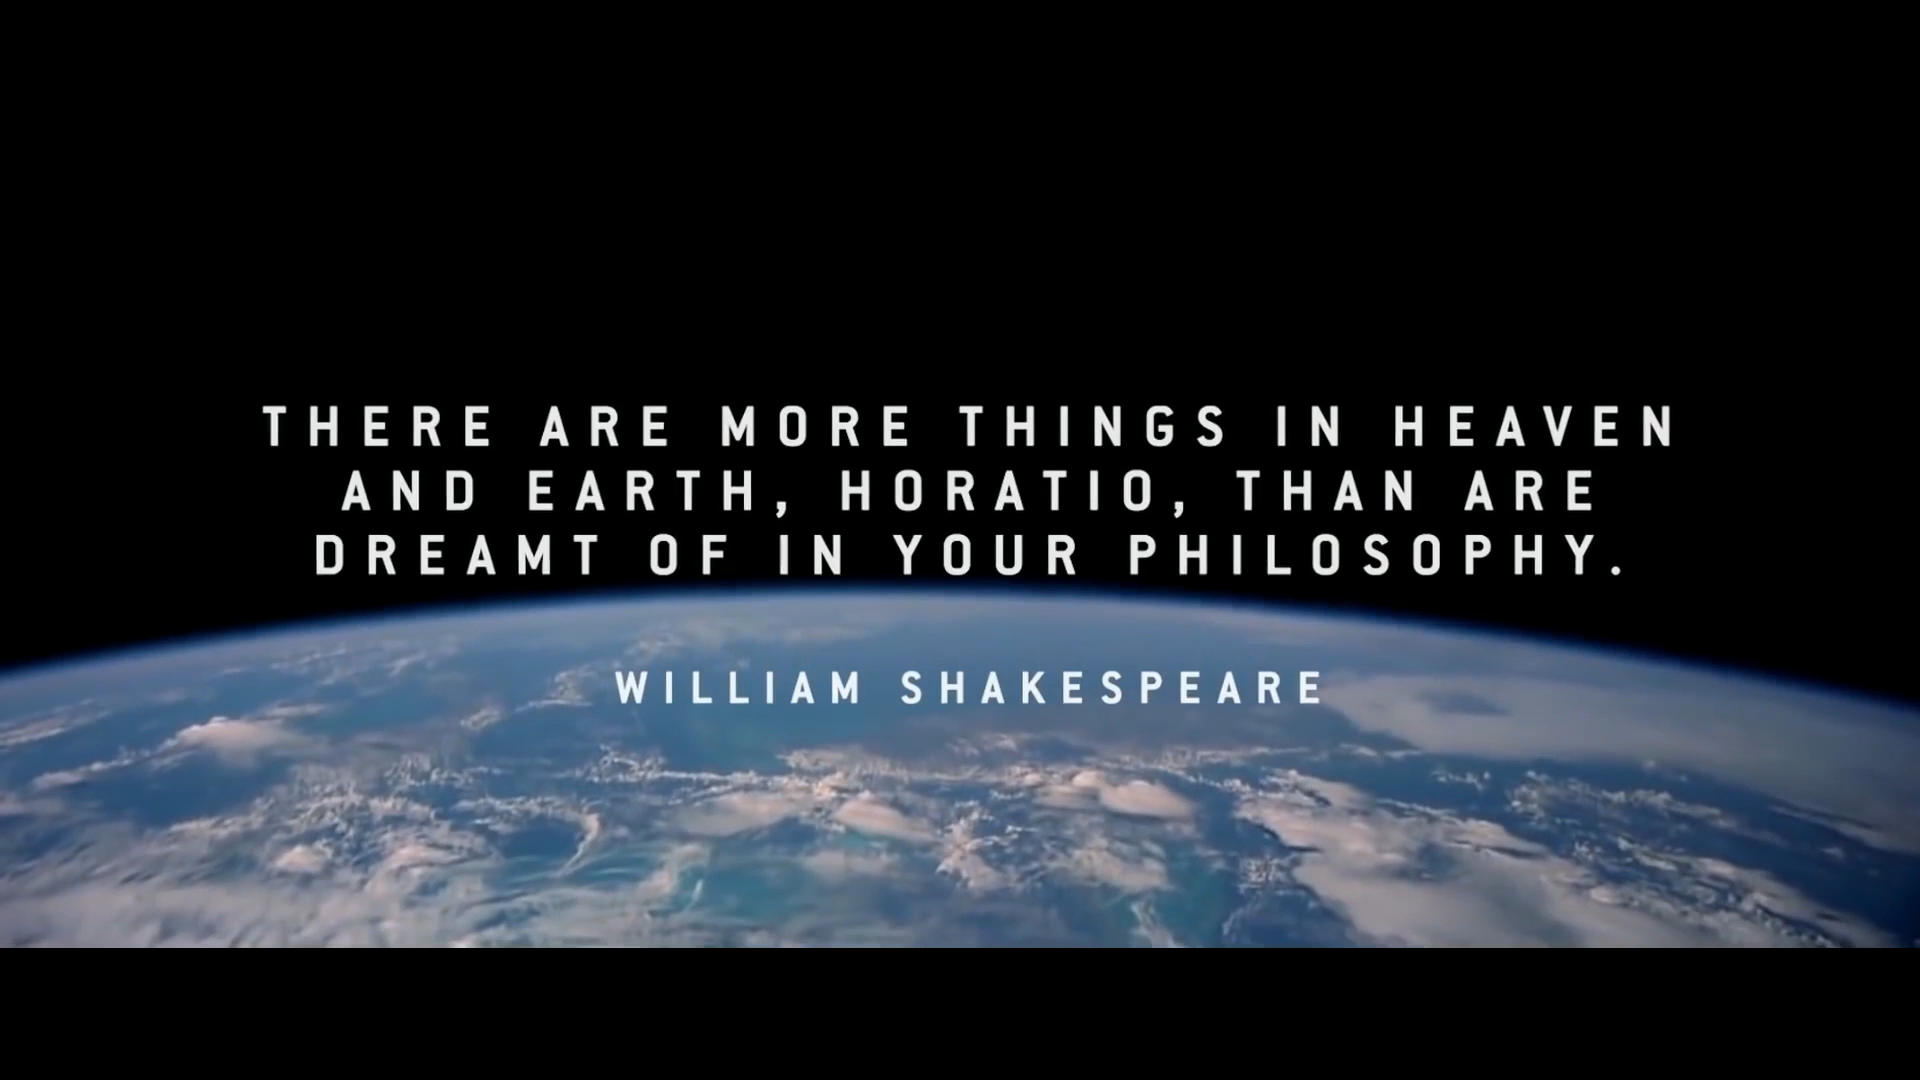 THERE ARE MORE THINGS IN HEAVEN
AND EARTH, HORATIO, THAN ARE
DREAMT OF IN YOUR PHILOSOPHY.
WILLIAM SHAKESPEARE